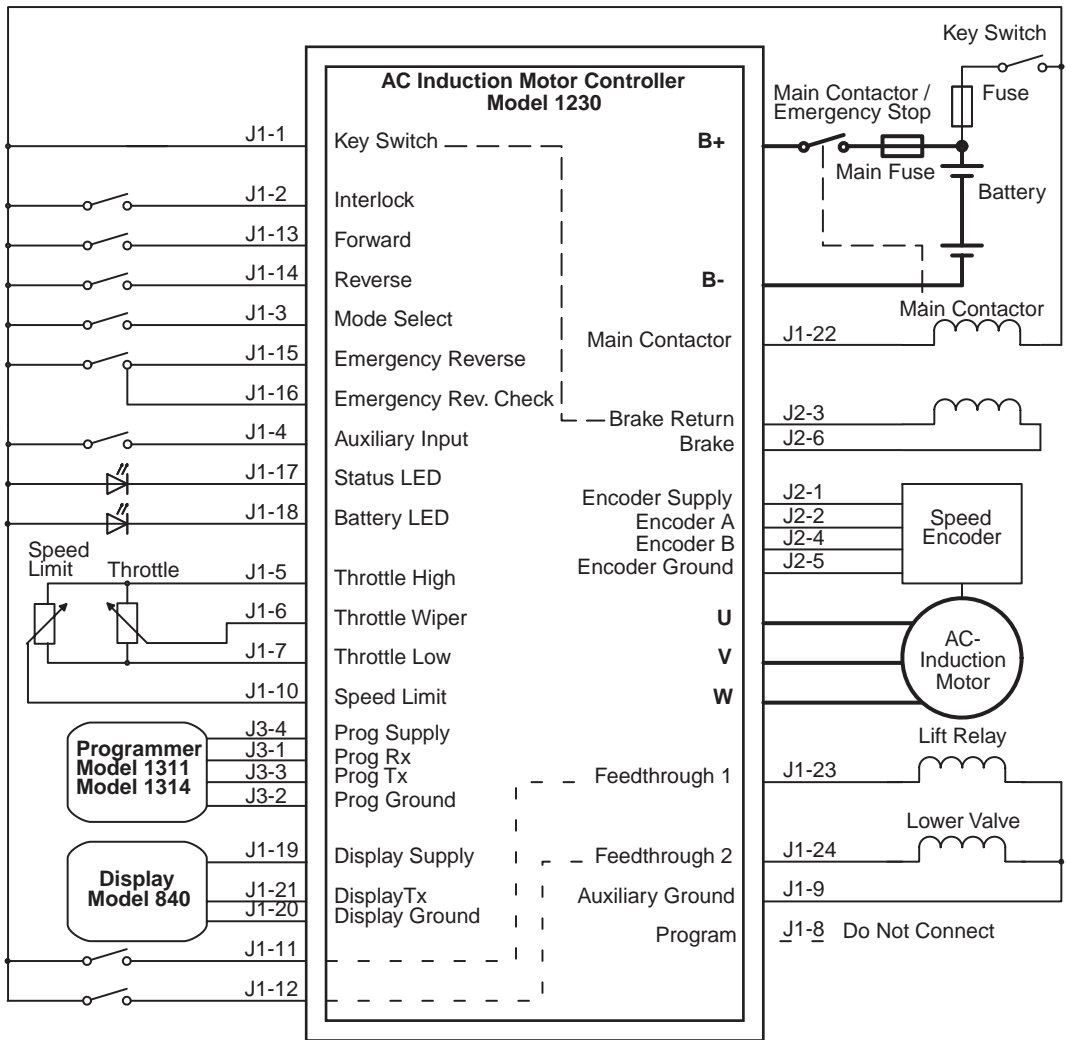 Key Switch
AC Induction Motor Controller
Model 1230
Main Contactor /
Emergency Stop
Fuse
J1-1
Key Switch
B+
Main Fuse
Battery
J1-2
Interlock
J1-13
Forward
J1-14
Reverse
B-
J1-3
Mode Select
Main Contactor
Main Contactor
J1-22
J1-15
Emergency Reverse
J1-16
Emergency Rev. Check
Brake Return
J2-3
J1-4
Auxiliary Input
Brake
J2-6
J1-17
Status LED
J1-18
Battery LED
Encoder Supply
J2-1
Encoder A
J2-2
Encoder B
J2-4
Encoder Ground
J2-5
Speed
Encoder
Speed
Limit
Throttle
J1-5
Throttle High
J1-6
Throttle Wiper
U
J1-7
Throttle Low
V
J1-10
Speed Limit
W
AC-
Induction
Motor
Programmer
Model 1311
Model 1314
J3-4
Prog Supply
J3-1
Prog Rx
J3-3
Prog Tx
J3-2
Prog Ground
Lift Relay
Feedthrough 1
J1-23
Lower Valve
Display
Model 840
J1-19
Display Supply
Feedthrough 2
J1-24
J1-21
DisplayTx
J1-20
Display Ground
Auxiliary Ground
J1-9
Program
J1-8 Do Not Connect
J1-11
J1-12